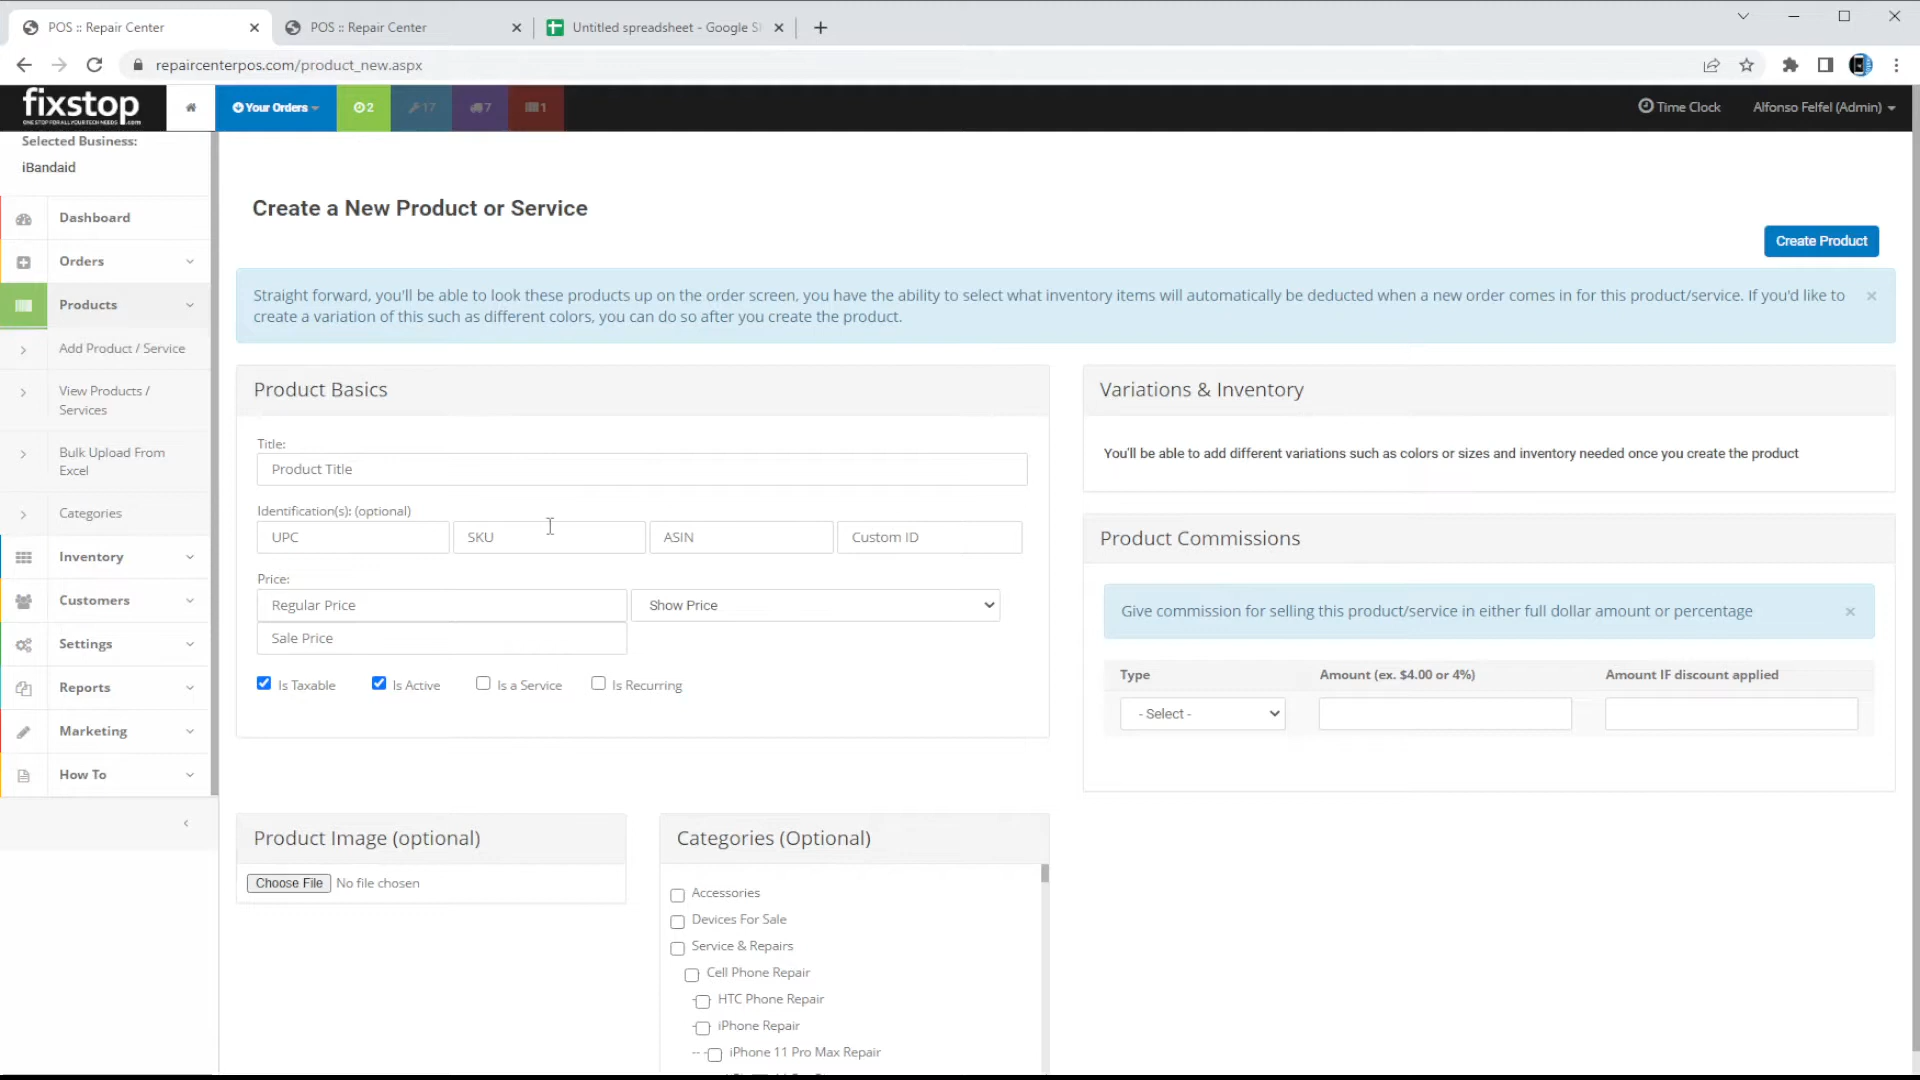 POS :: Repair Center
POS :: Repair Center
Untitled spreadsheet - Google S
repaircenterpos.com/product_new.aspx
fixstop
ONE STOP FOR ALL YOUR TECH NEEDS
.com
Your Orders
2
17
7
1
Time Clock
Alfonso Felfel (Admin)
Selected Business:
iBandaid
Dashboard
Orders
Products
Add Product / Service
View Products /
Services
Bulk Upload From
Excel
Categories
Inventory
Customers
Settings
Reports
Marketing
How To
Create a New Product or Service
Create Product
Straight forward, you'll be able to look these products up on the order screen, you have the ability to select what inventory items will automatically be deducted when a new order comes in for this product/service. If you'd like to
create a variation of this such as different colors, you can do so after you create the product.
Product Basics
Title:
Product Title
Identification(s): (optional)
UPC
SKU
ASIN
Custom ID
Price:
Regular Price
Show Price
Sale Price
Is Taxable
Is Active
Is a Service
Is Recurring
Variations & Inventory
You'll be able to add different variations such as colors or sizes and inventory needed once you create the product
Product Commissions
Give commission for selling this product/service in either full dollar amount or percentage
Type
Amount (ex. $4.00 or 4%)
Amount IF discount applied
- Select -
Product Image (optional)
Choose File No file chosen
Categories (Optional)
Accessories
Devices For Sale
Service & Repairs
Cell Phone Repair
HTC Phone Repair
iPhone Repair
iPhone 11 Pro Max Repair